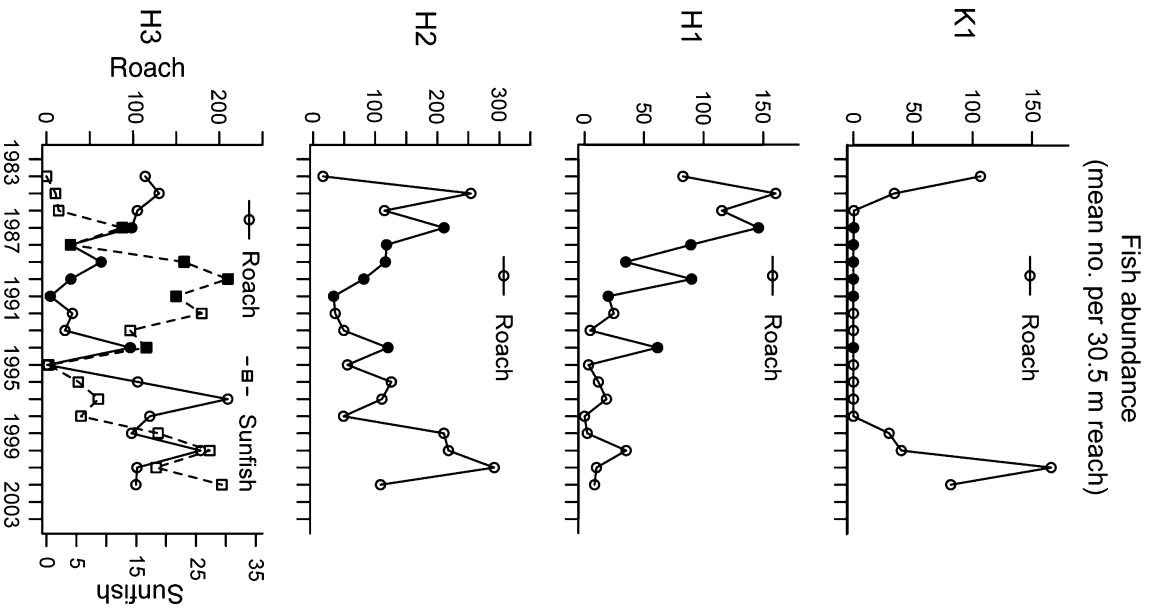 Fish abundance
(mean no. per 30.5 m reach)
K1
0
50
100
150
Roach
H1
0
50
100
150
Roach
H2
0
100
200
300
Roach
H3
Roach
0
100
200
Roach
Sunfish
1983
1987
1991
1995
1999
2003
0
5
15
25
35
Sunfish